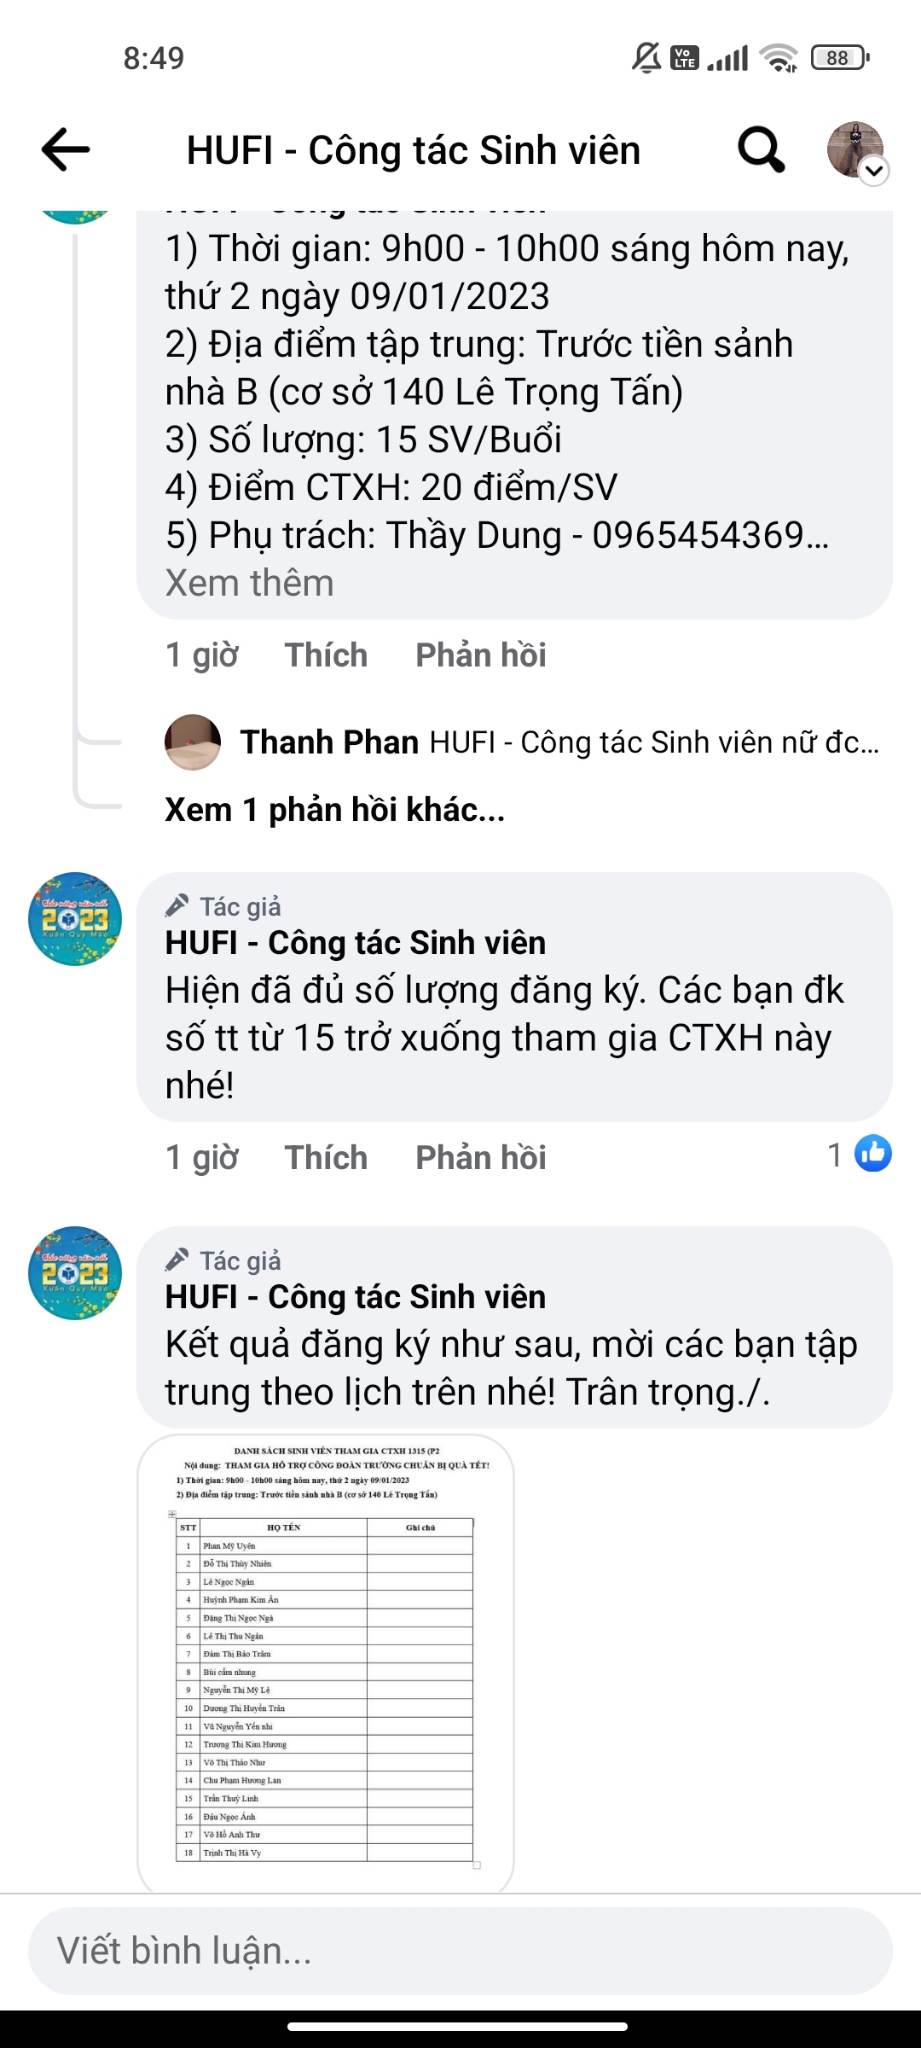 8:49
Vo LTE
88
HUFI - Công tác Sinh viên
1) Thời gian: 9h00 - 10h00 sáng hôm nay,
thứ 2 ngày 09/01/2023
2) Địa điểm tập trung: Trước tiền sảnh
nhà B (cơ sở 140 Lê Trọng Tấn)
3) Số lượng: 15 SV/Buổi
4) Điểm CTXH: 20 điểm/SV
5) Phụ trách: Thầy Dung - 0965454369...
Xem thêm
1 giờ Thích Phản hồi
Thanh Phan HUFI - Công tác Sinh viên nữ đc...
Xem 1 phản hồi khác...
2023
Tác giả
HUFI - Công tác Sinh viên
Hiện đã đủ số lượng đăng ký. Các bạn đk
số tt từ 15 trở xuống tham gia CTXH này
nhé!
1 giờ Thích Phản hồi 1
2023
Tác giả
HUFI - Công tác Sinh viên
Kết quả đăng ký như sau, mời các bạn tập
trung theo lịch trên nhé! Trân trọng./.
DANH SÁCH SINH VIÊN THAM GIA CTXH 1315 (P2
Nội dung: THAM GIA HỖ TRỢ CÔNG ĐOÀN TRƯỜNG CHUẨN BỊ QUÀ TẾT!
1) Thời gian: 9h00 - 10h00 sáng hôm nay, thứ 2 ngày 09/01/2023
2) Địa điểm tập trung: Trước tiền sảnh nhà B (cơ sở 140 Lê Trọng Tấn)
STT HỌ TÊN Ghi chú
1 Phan Mỹ Uyên
2 Đỗ Thị Thùy Nhiên
3 Lê Ngọc Ngân
4 Huỳnh Phạm Kim Ân
5 Đặng Thị Ngọc Ngà
6 Lê Thị Thu Ngân
7 Đàm Thị Bảo Trâm
8 Bùi cẩm nhung
9 Nguyễn Thị Mỹ Lệ
10 Dương Thị Huyền Trân
11 Vũ Nguyễn Yến nhi
12 Trương Thị Kim Hương
13 Võ Thị Thảo Như
14 Chu Phạm Hương Lan
15 Trần Thuỳ Linh
16 Đậu Ngọc Ánh
17 Võ Hồ Anh Thư
18 Trịnh Thị Hà Vy
Viết bình luận...